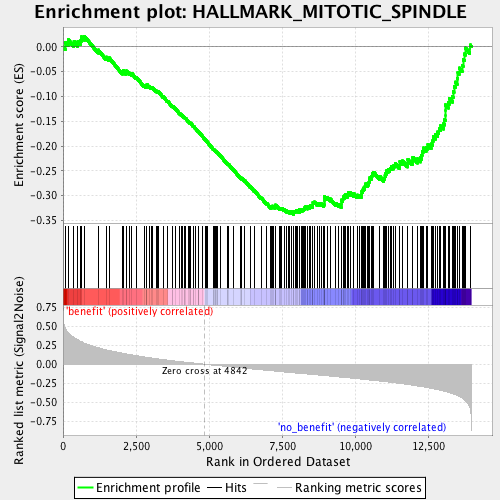 Enrichment plot: HALLMARK_MITOTIC_SPINDLE
Enrichment score (ES)
0.00
-0.05
-0.10
-0.15
-0.20
-0.25
-0.30
-0.35
Ranked list metric (Signal2Noise)
0.75
0.50
0.25
0.00
-0.25
-0.50
-0.75
'benefit' (positively correlated)
Zero cross at 4842
'no_benefit' (negatively correlated)
0
2,500
5,000
7,500
10,000
12,500
Rank in Ordered Dataset
Enrichment profile
Hits
Ranking metric scores